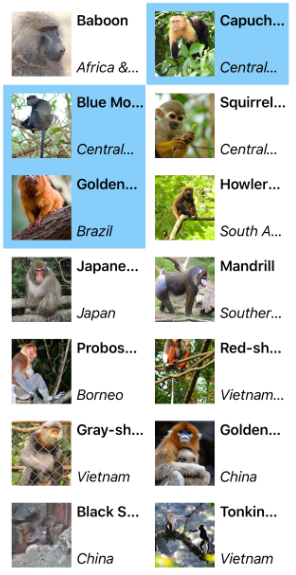 Baboon
Africa &...
Capuch...
Central...
Blue Mo...
Central...
Squirrel...
Central...
Golden...
Brazil
Howler...
South A...
Japane...
Japan
Mandrill
Souther...
Probos...
Borneo
Red-sh...
Vietnam...
Gray-sh...
Vietnam
Golden...
China
Black S...
China
Tonkin...
Vietnam